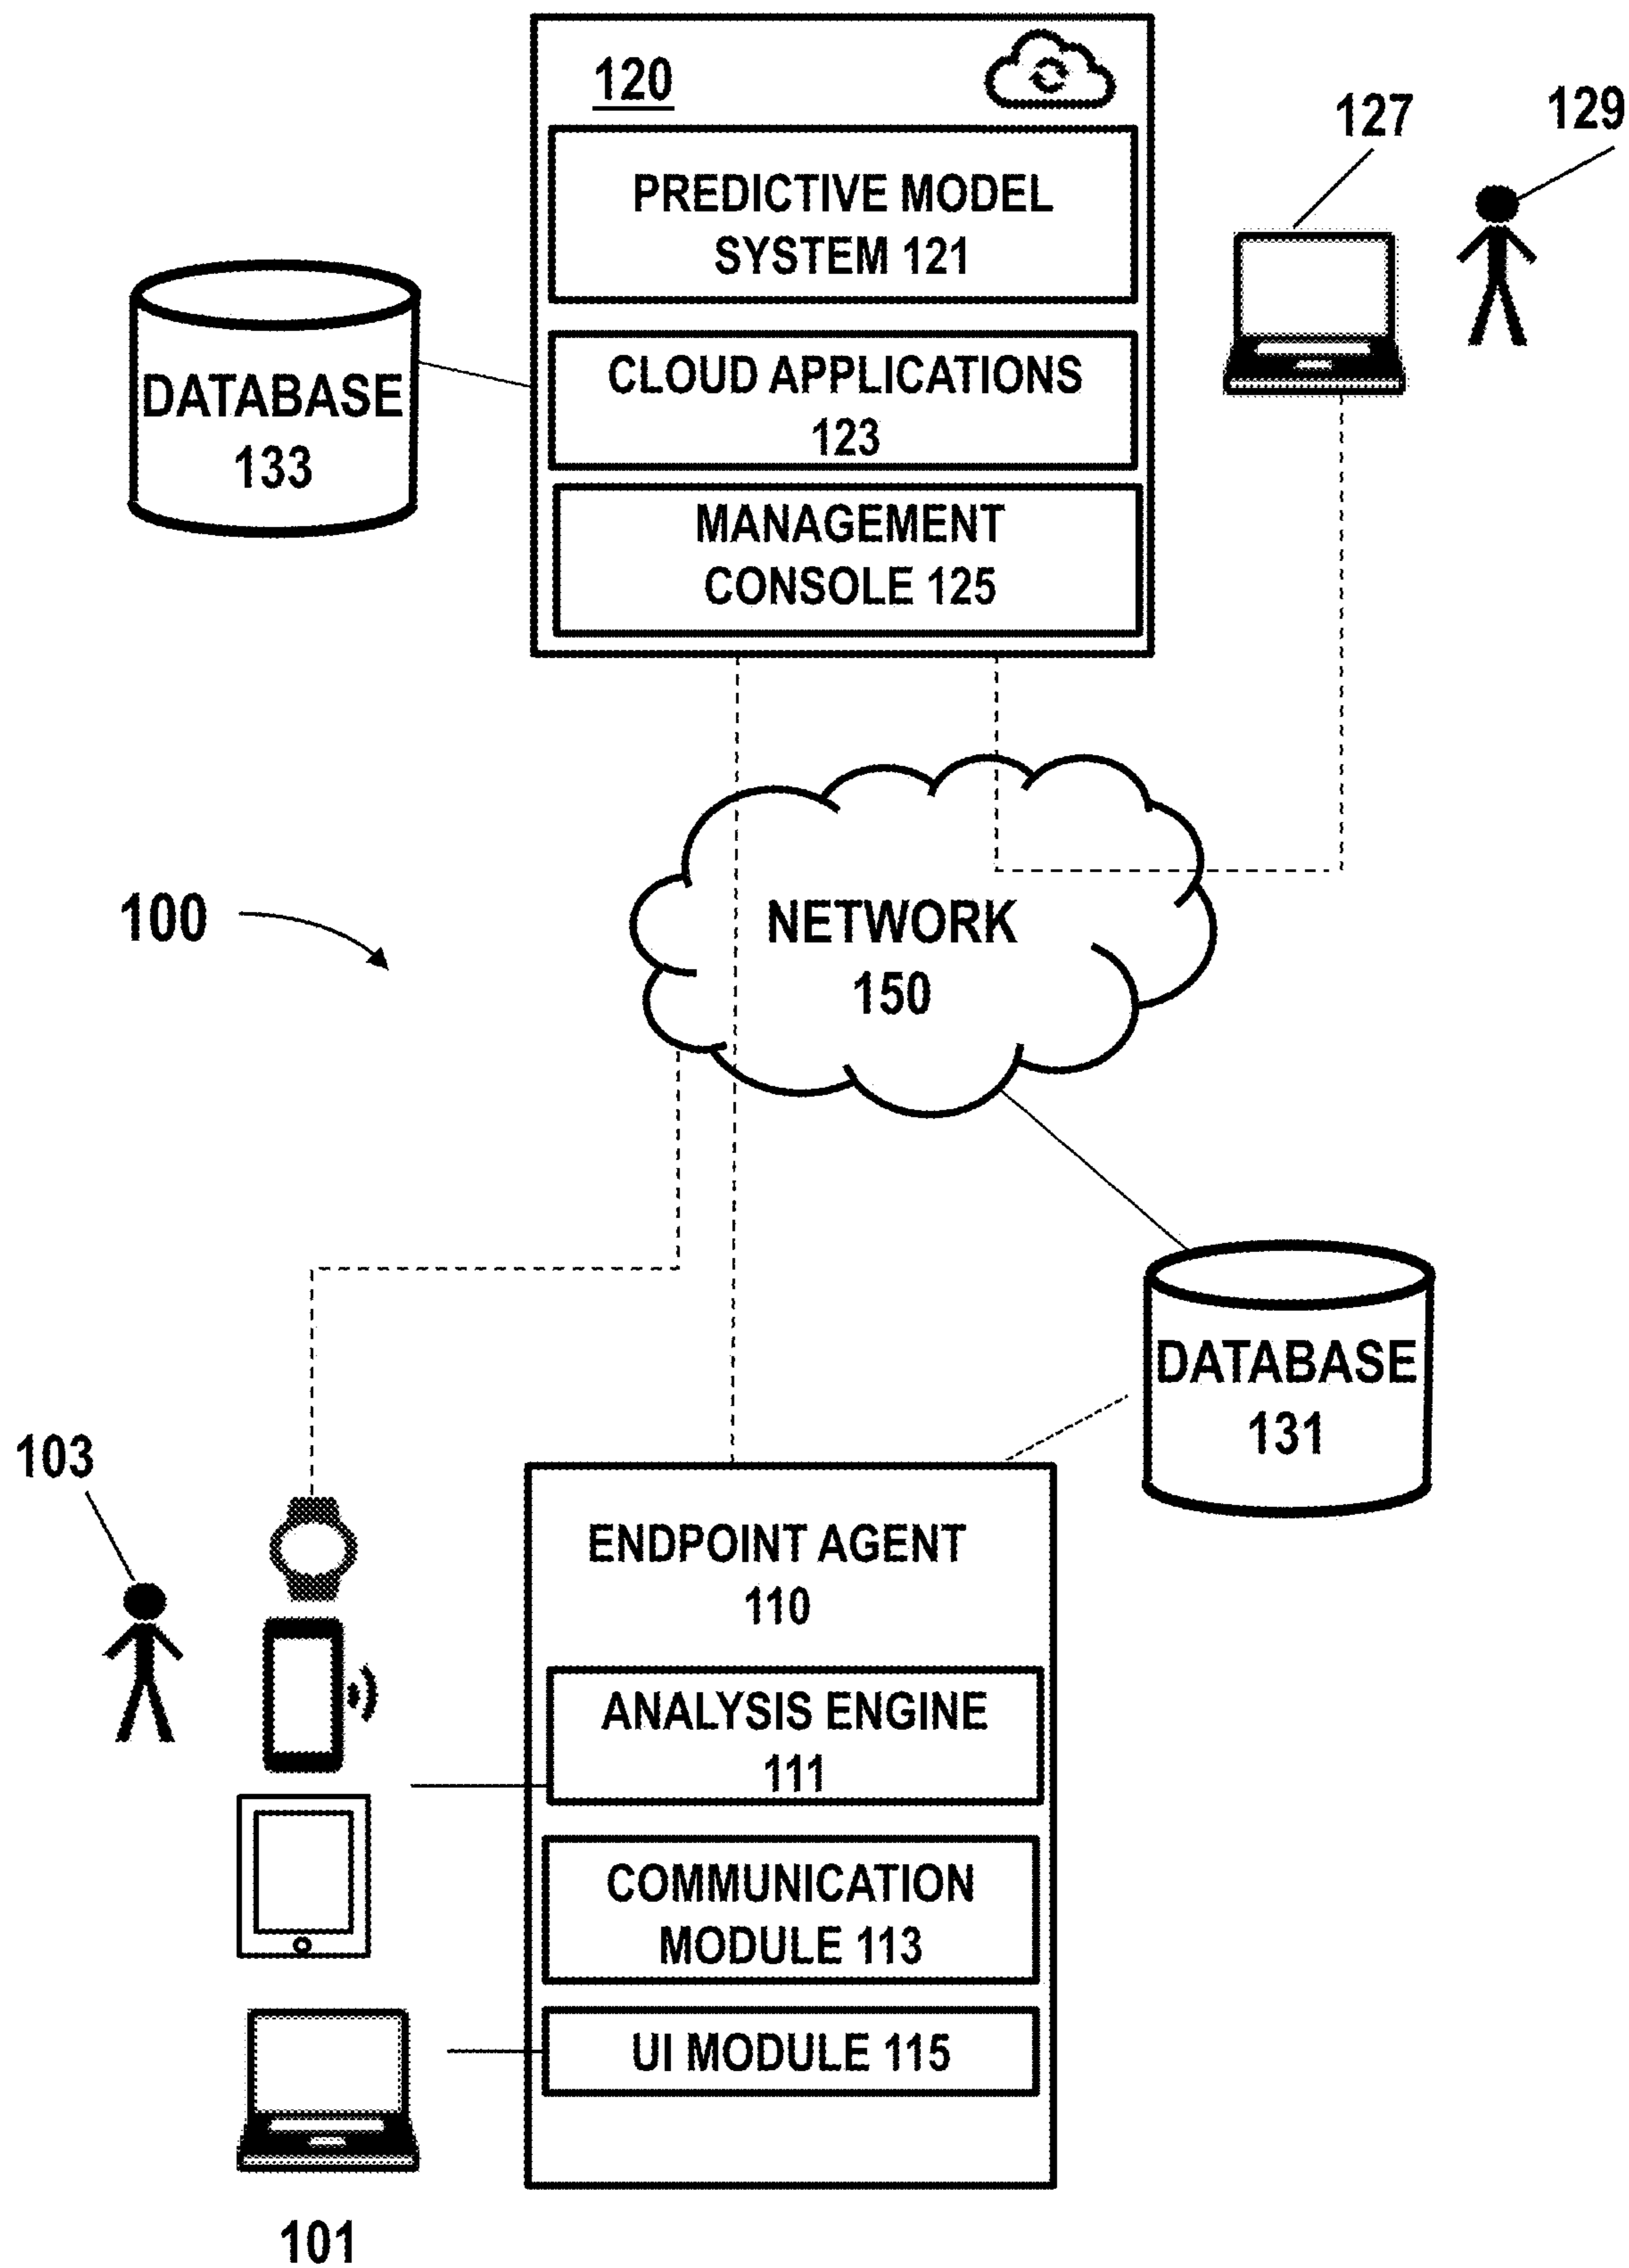 120
PREDICTIVE MODEL
SYSTEM 121
127
129
DATABASE
133
CLOUD APPLICATIONS
123
MANAGEMENT
CONSOLE 125
100
NETWORK
150
DATABASE
131
103
ENDPOINT AGENT
110
ANALYSIS ENGINE
111
COMMUNICATION
MODULE 113
UI MODULE 115
101